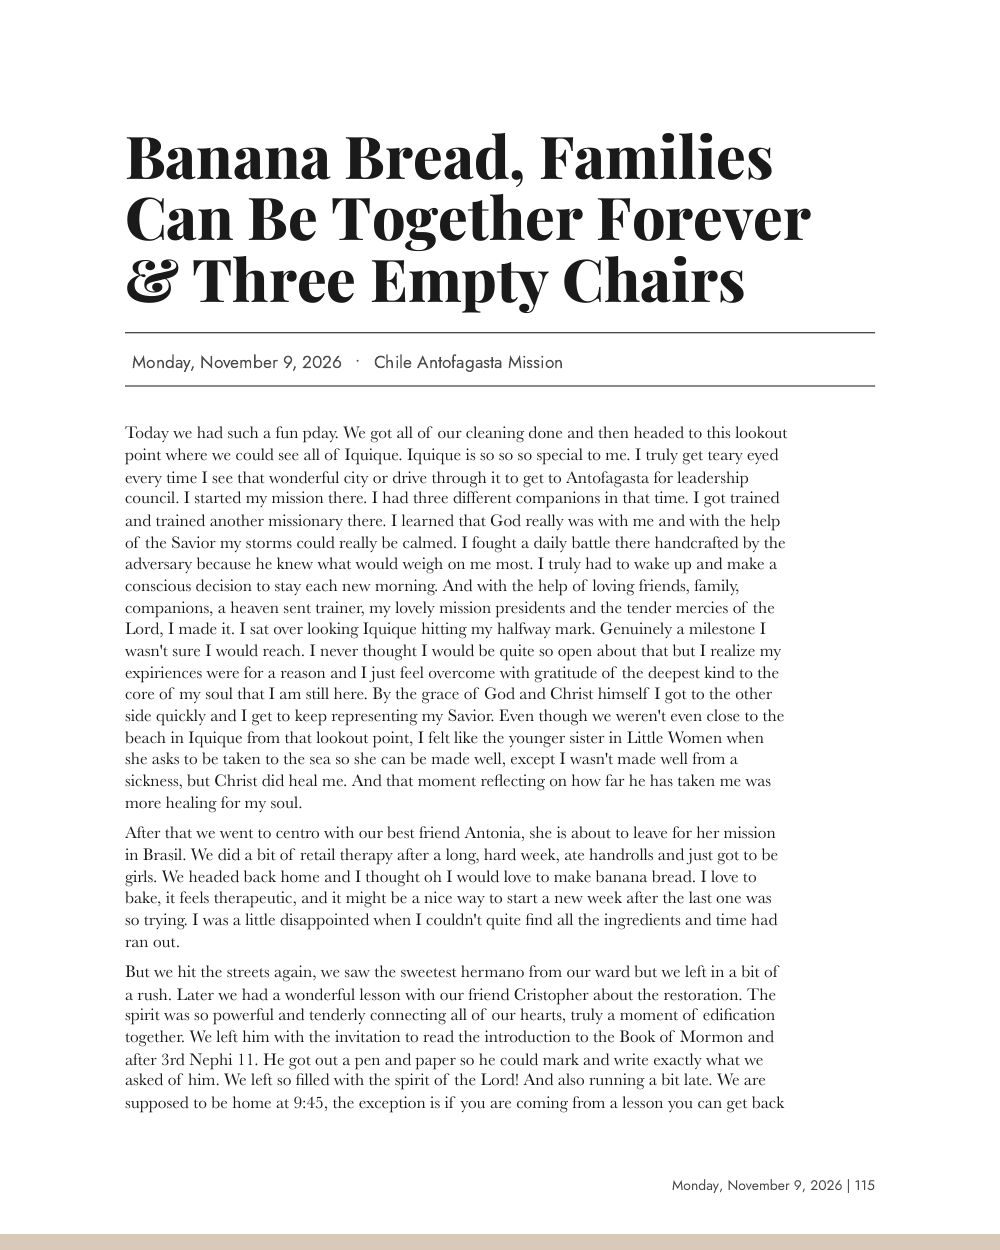 Banana Bread, Families
Can Be Together Forever
& Three Empty Chairs
Monday, November 9, 2026 · Chile Antofagasta Mission
Today we had such a fun pday. We got all of our cleaning done and then headed to this lookout
point where we could see all of Iquique. Iquique is so so so special to me. I truly get teary eyed
every time I see that wonderful city or drive through it to get to Antofagasta for leadership
council. I started my mission there. I had three different companions in that time. I got trained
and trained another missionary there. I learned that God really was with me and with the help
of the Savior my storms could really be calmed. I fought a daily battle there handcrafted by the
adversary because he knew what would weigh on me most. I truly had to wake up and make a
conscious decision to stay each new morning. And with the help of loving friends, family,
companions, a heaven sent trainer, my lovely mission presidents and the tender mercies of the
Lord, I made it. I sat over looking Iquique hitting my halfway mark. Genuinely a milestone I
wasn't sure I would reach. I never thought I would be quite so open about that but I realize my
expiriences were for a reason and I just feel overcome with gratitude of the deepest kind to the
core of my soul that I am still here. By the grace of God and Christ himself I got to the other
side quickly and I get to keep representing my Savior. Even though we weren't even close to the
beach in Iquique from that lookout point, I felt like the younger sister in Little Women when
she asks to be taken to the sea so she can be made well, except I wasn't made well from a
sickness, but Christ did heal me. And that moment reflecting on how far he has taken me was
more healing for my soul.
After that we went to centro with our best friend Antonia, she is about to leave for her mission
in Brasil. We did a bit of retail therapy after a long, hard week, ate handrolls and just got to be
girls. We headed back home and I thought oh I would love to make banana bread. I love to
bake, it feels therapeutic, and it might be a nice way to start a new week after the last one was
so trying. I was a little disappointed when I couldn't quite find all the ingredients and time had
ran out.
But we hit the streets again, we saw the sweetest hermano from our ward but we left in a bit of
a rush. Later we had a wonderful lesson with our friend Cristopher about the restoration. The
spirit was so powerful and tenderly connecting all of our hearts, truly a moment of edification
together. We left him with the invitation to read the introduction to the Book of Mormon and
after 3rd Nephi 11. He got out a pen and paper so he could mark and write exactly what we
asked of him. We left so filled with the spirit of the Lord! And also running a bit late. We are
supposed to be home at 9:45, the exception is if you are coming from a lesson you can get back
Monday, November 9, 2026 | 115